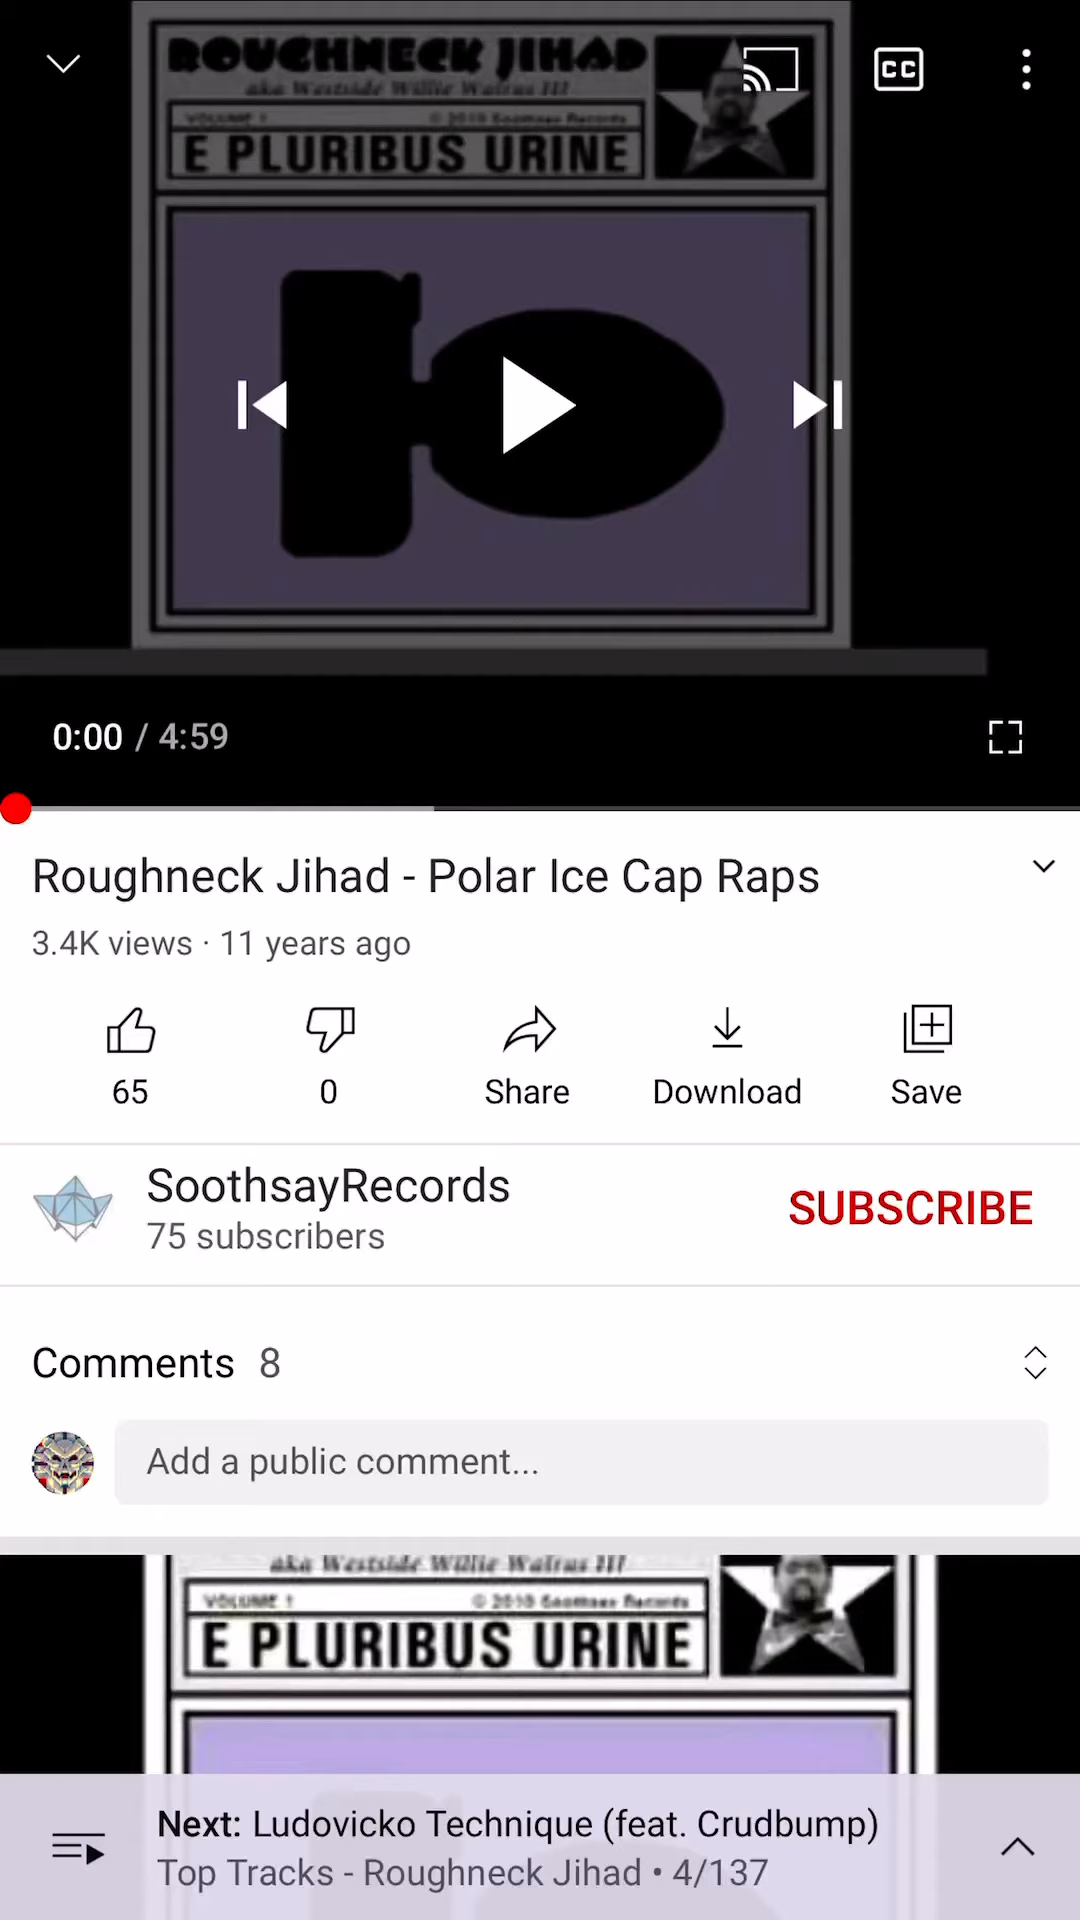 ROUGHNECK JIHAD
aka Westside Willie Walrus III
VOLUME 1
E PLURIBUS URINE
CC
0:00 / 4:59
Roughneck Jihad - Polar Ice Cap Raps
3.4K views · 11 years ago
65
0
Share
Download
Save
SoothsayRecords
75 subscribers
SUBSCRIBE
Comments 8
Add a public comment...
aka Westside Willie Walrus III
VOLUME 1
E PLURIBUS URINE
Next: Ludovicko Technique (feat. Crudbump)
Top Tracks - Roughneck Jihad • 4/137